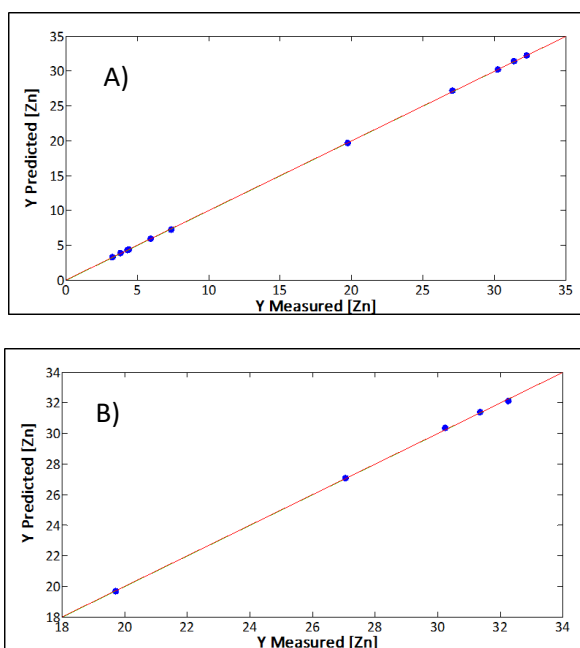 A)
Y Predicted [Zn]
35
30
25
20
15
10
5
0
0 5 10 15 20 25 30 35
Y Measured [Zn]
B)
Y Predicted [Zn]
34
32
30
28
26
24
22
20
18
18 20 22 24 26 28 30 32 34
Y Measured [Zn]